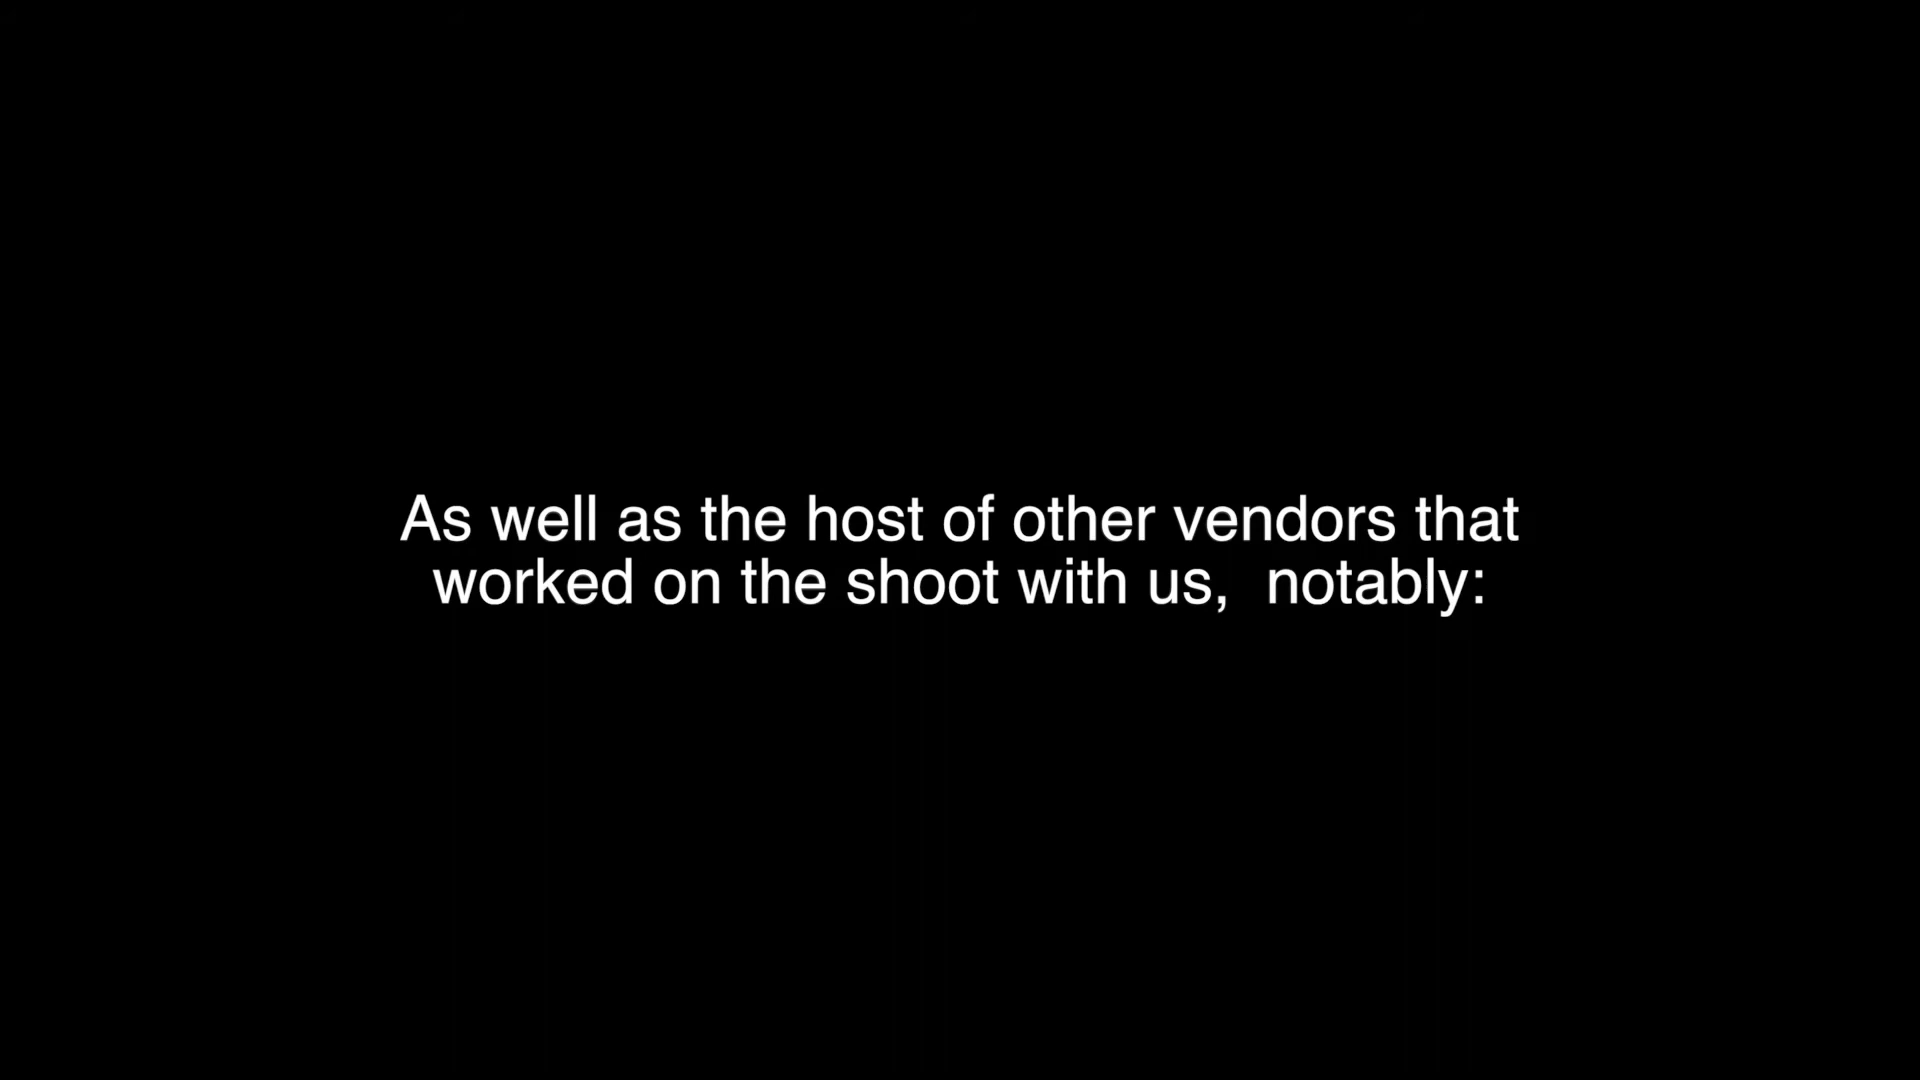 As well as the host of other vendors that
worked on the shoot with us,  notably: